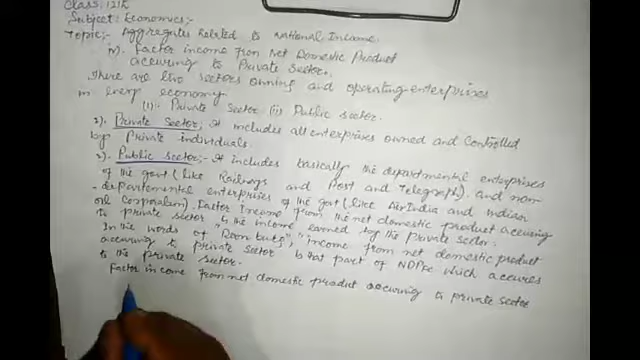 Class: 12th
Subject: Economics:-
Topic:- Aggregates Related to National Income.
iv) Factor income from Net Domestic Product
accruing to Private Sector.
There are two sectors owning and operating enterprises
in every economy.
(i) Private Sector (ii) Public sector.
Private Sector; It includes all enterprises owned and controlled
by Private individuals.
2). Public sector:- It includes basically the departmental enterprises
of the govt (like Railways and Post and Telegraph). and non
-departmental enterprises of the govt (like AirIndia and Indian
oil Corporation). Factor Income from the net domestic product accruing
to private sector is the income earned by the private sector.
In the words of "income from net domestic product
accruing to private sector is that part of NDPFC which accrues
to the private sector.
Factor income from net domestic product accruing to private sector